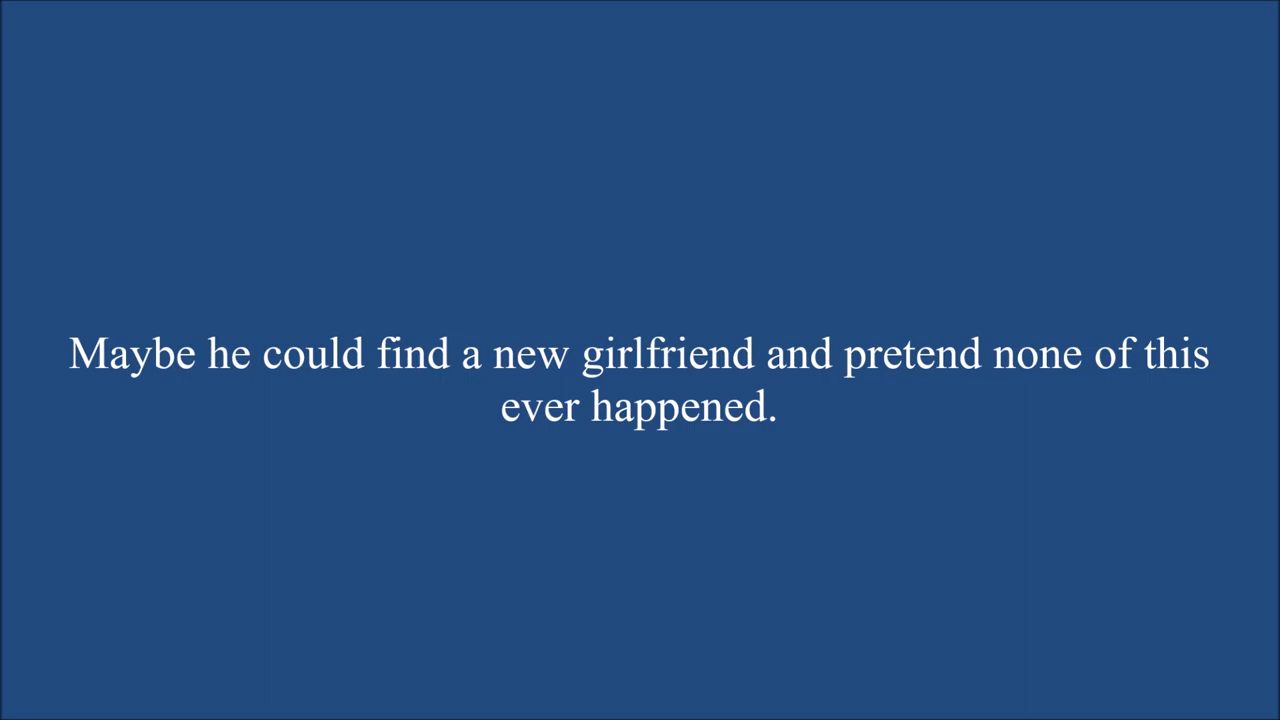 Maybe he could find a new girlfriend and pretend none of this
ever happened.